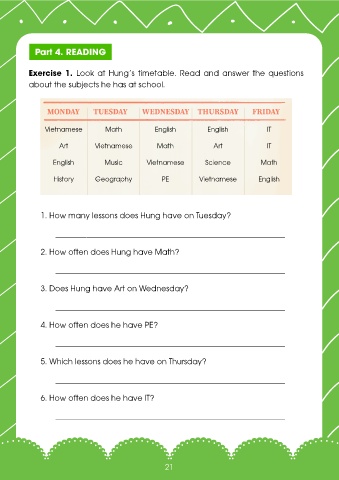 Part 4. READING
Exercise 1. Look at Hung's timetable. Read and answer the questions
about the subjects he has at school.
MONDAY TUESDAY WEDNESDAY THURSDAY FRIDAY
Vietnamese Math English English IT
Art Vietnamese Math Art IT
English Music Vietnamese Science Math
History Geography PE Vietnamese English
1. How many lessons does Hung have on Tuesday?
2. How often does Hung have Math?
3. Does Hung have Art on Wednesday?
4. How often does he have PE?
5. Which lessons does he have on Thursday?
6. How often does he have IT?
21